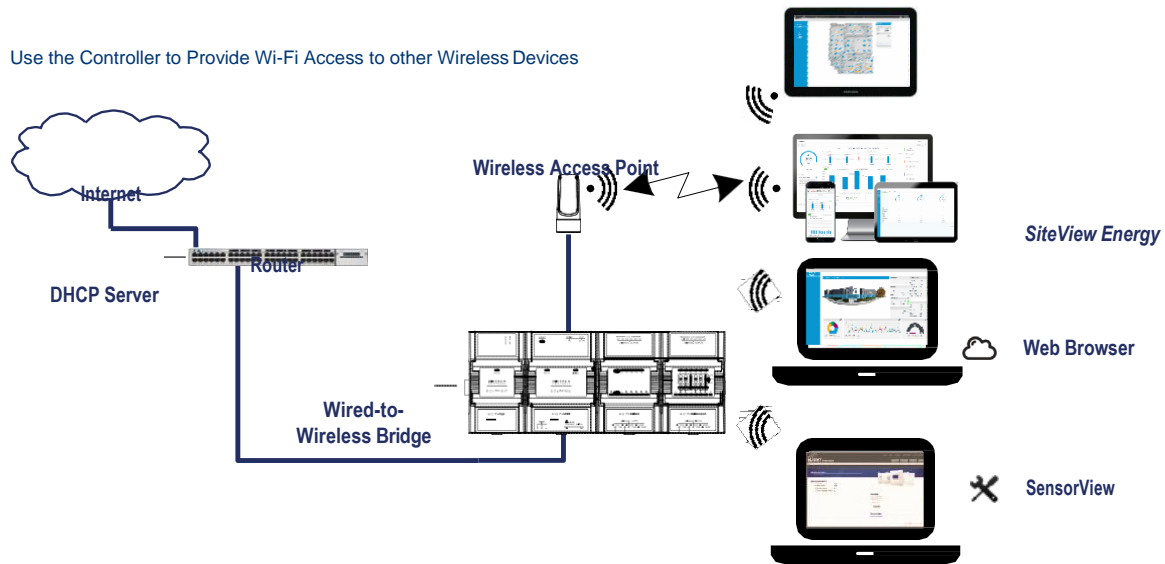 Use the Controller to Provide Wi-Fi Access to other Wireless Devices
Internet
Wireless Access Point
SiteView Energy
Router
DHCP Server
Web Browser
Wired-to-
Wireless Bridge
SensorView